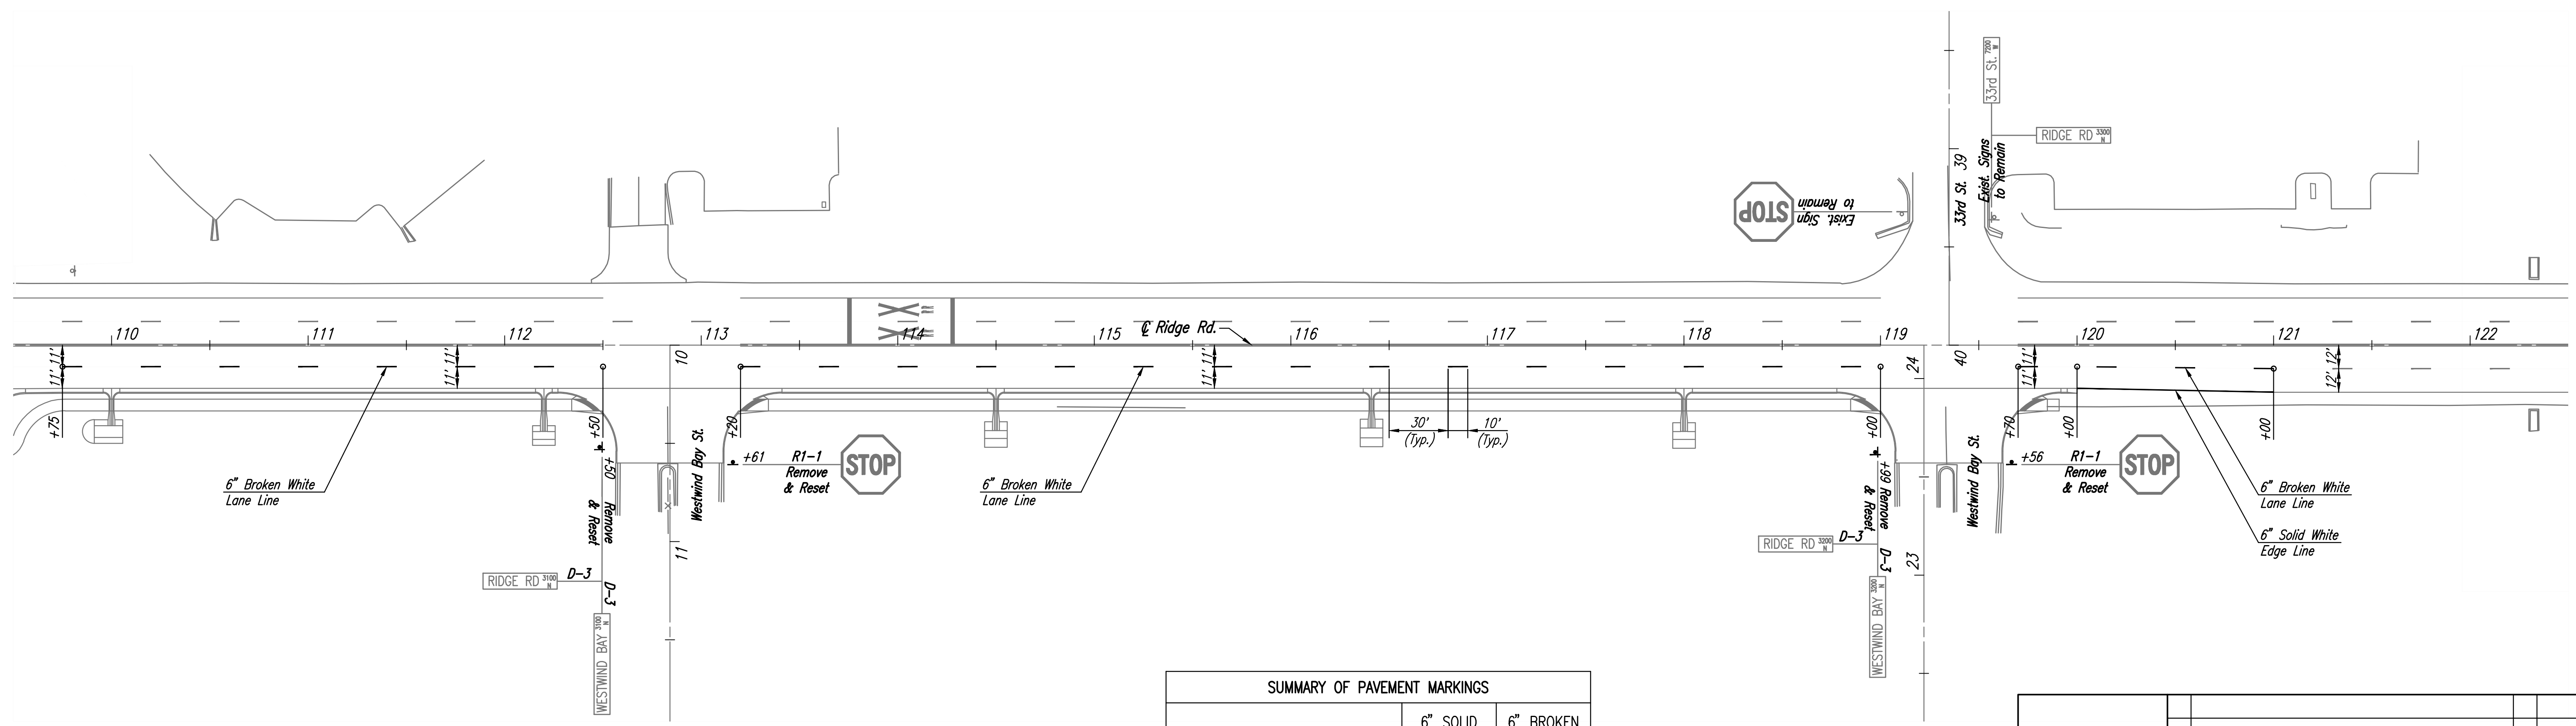 33rd St. 7200 W
RIDGE RD 3300 N
33rd St. 39
Exist. Signs
to Remain
STOP
Exist. Sign
to Remain
110
111
112
113
114
115
℄ Ridge Rd.
116
117
118
119
120
121
122
11'
11'
11'
11'
11'
11'
11'
11'
12'
12'
10
24
40
+75
+50
+20
30'
(Typ.)
10'
(Typ.)
+00
+70
+00
+00
6" Broken White
Lane Line
+50 Remove
& Reset
Westwind Bay St.
+61 R1-1
Remove
& Reset
STOP
6" Broken White
Lane Line
+99 Remove
& Reset
Westwind Bay St.
+56 R1-1
Remove
& Reset
STOP
6" Broken White
Lane Line
6" Solid White
Edge Line
11
23
RIDGE RD 3100 N
D-3
D-3
WESTWIND BAY 3100 N
RIDGE RD 3200 N
D-3
D-3
WESTWIND BAY 3200 N
SUMMARY OF PAVEMENT MARKINGS
6" SOLID
6" BROKEN